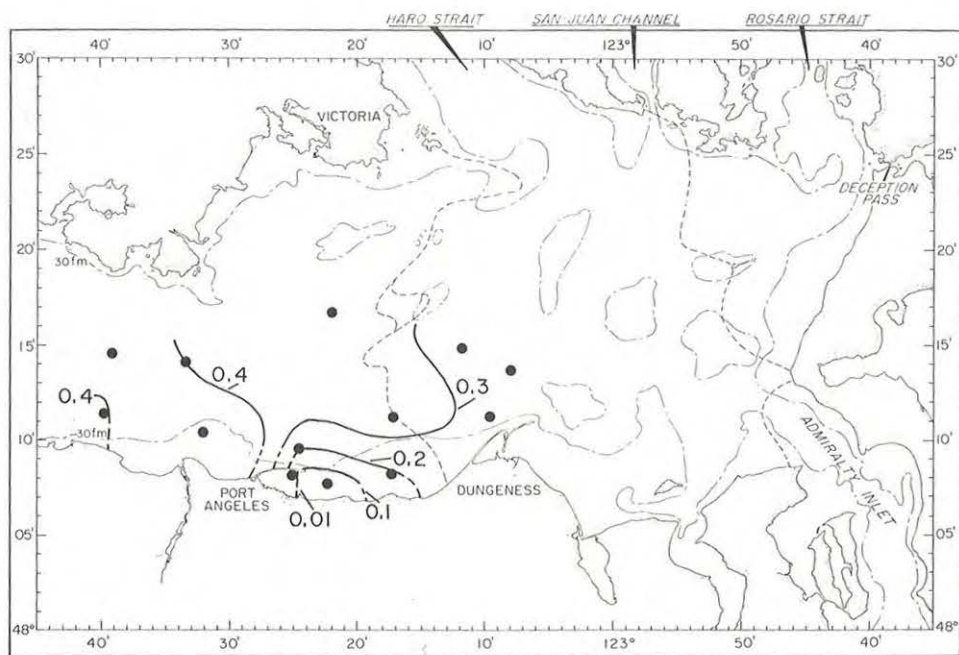 HARO STRAIT SAN JUAN CHANNEL ROSARIO STRAIT
40' 30' 20' 10' 123° 50' 40'
30' 30'
VICTORIA
25' 25'
DECEPTION
PASS
20' 20'
30fm
15' 15'
0.4
0.4 0.3
30fm
10' 10'
0.2
ADMIRALTY INLET
PORT
ANGELES
DUNGENESS
0.01 0.1
05' 05'
48° 48°
40' 30' 20' 10' 123° 50' 40'